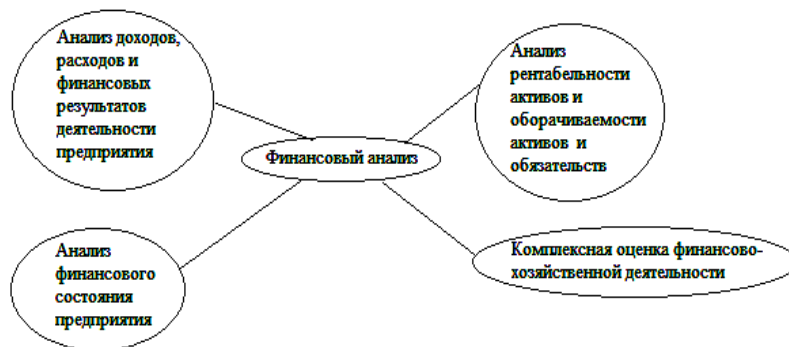 Анализ доходов,
расходов и
финансовых
результатов
деятельности
предприятия
Анализ
рентабельности
активов и
оборачиваемости
активов и
обязательств
Финансовый анализ
Анализ
финансового
состояния
предприятия
Комплексная оценка финансово-
хозяйственной деятельности